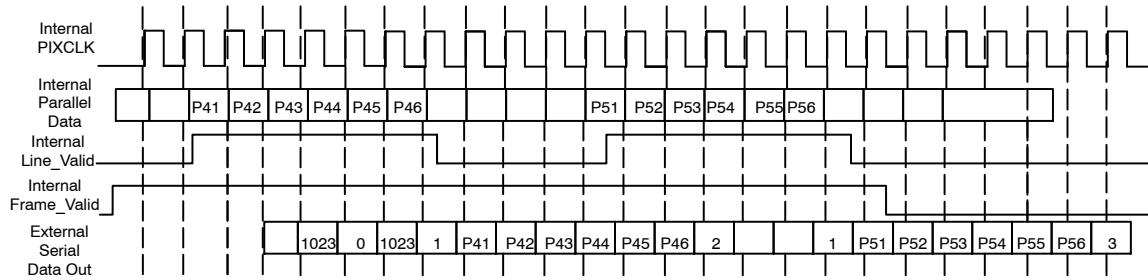 Internal
PIXCLK
Internal
Parallel
Data
P41 P42 P43 P44 P45 P46 P51 P52 P53 P54 P55 P56
Internal
Line_Valid
Internal
Frame_Valid
External
Serial
Data Out
1023 0 1023 1 P41 P42 P43 P44 P45 P46 2 1 P51 P52 P53 P54 P55 P56 3